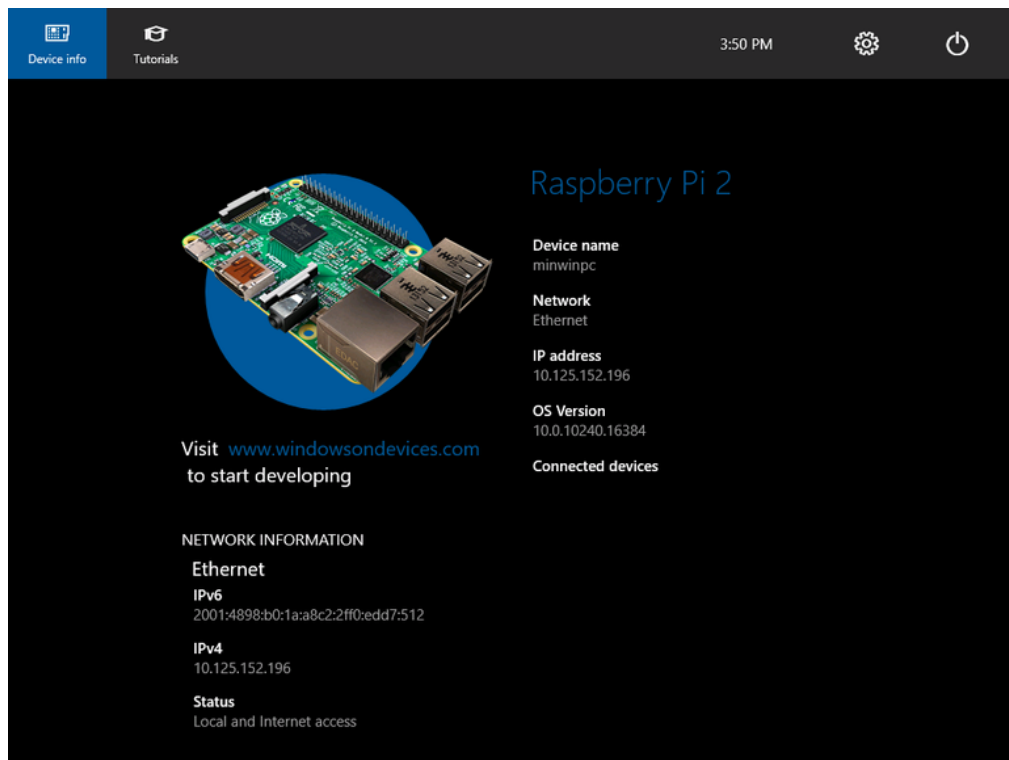 Device info
Tutorials
3:50 PM
Raspberry Pi 2
Device name
minwinpc
Network
Ethernet
IP address
10.125.152.196
OS Version
10.0.10240.16384
Connected devices
HDMI
EDAC
Visit www.windowsondevices.com
to start developing
NETWORK INFORMATION
Ethernet
IPv6
2001:4898:b0:1a:a8c2:2ff0:edd7:512
IPv4
10.125.152.196
Status
Local and Internet access